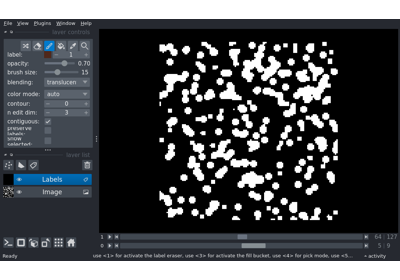 File View Plugins Window Help
layer controls
label: 1
opacity: 0.70
brush size: 15
blending: translucen
color mode: auto
contour: 0
n edit dim: 3
contiguous:
preserve labels:
show selected:
layer list
Labels
Image
1 64 127
0 5 9
Ready
use <1> for activate the label eraser, use <3> for activate the fill bucket, use <4> for pick mode, use <5...
activity